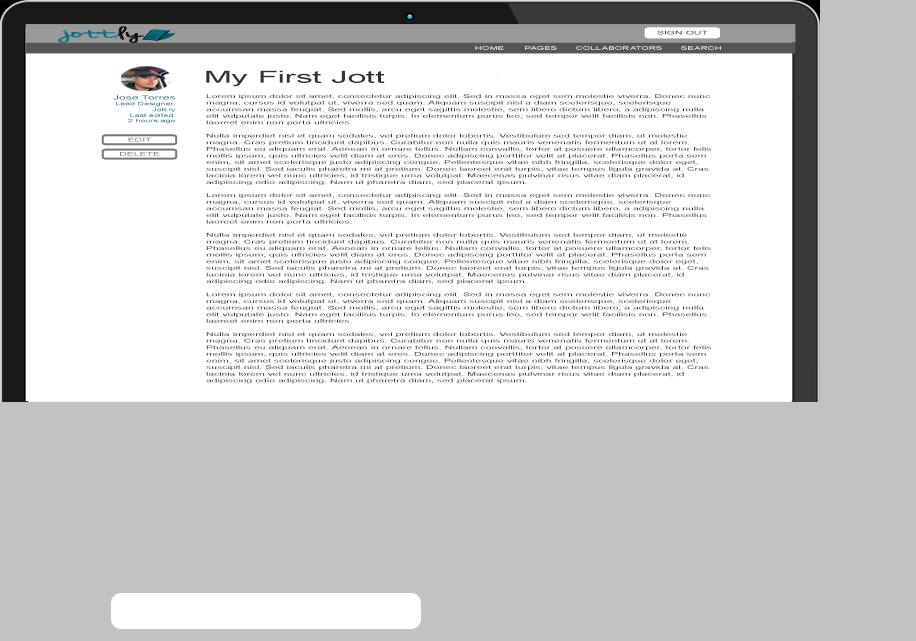 jottly
SIGN OUT
HOME PAGES COLLABORATORS SEARCH
Jose Torres
Lead Designer,
Jott.ly
Last edited:
2 hours ago
EDIT
DELETE
My First Jott
Lorem ipsum dolor sit amet, consectetur adipiscing elit. Sed in massa eget sem molestie viverra. Donec nunc
magna, cursus id volutpat ut, viverra sed quam. Aliquam suscipit nisl a diam scelerisque, scelerisque
accumsan massa feugiat. Sed mollis, arcu eget sagittis molestie, sem libero dictum libero, a adipiscing nulla
elit vulputate justo. Nam eget facilisis turpis. In elementum purus leo, sed tempor velit facilisis non. Phasellus
laoreet enim non porta ultricies.
Nulla imperdiet nisl et quam sodales, vel pretium dolor lobortis. Vestibulum sed tempor diam, ut molestie
magna. Cras pretium tincidunt dapibus. Curabitur non nulla quis mauris venenatis fermentum ut at lorem.
Phasellus eu aliquam erat. Aenean in ornare tellus. Nullam convallis, tortor at posuere ullamcorper, tortor felis
mollis ipsum, quis ultricies velit diam at eros. Donec adipiscing porttitor velit at placerat. Phasellus porta sem
enim, sit amet scelerisque justo adipiscing congue. Pellentesque vitae nibh fringilla, scelerisque dolor eget,
suscipit nisl. Sed iaculis pharetra mi at pretium. Donec laoreet erat turpis, vitae tempus ligula gravida at. Cras
lacinia lorem vel nunc ultricies, id tristique urna volutpat. Maecenas pulvinar risus vitae diam placerat, id
adipiscing odio adipiscing. Nam ut pharetra diam, sed placerat ipsum.
Lorem ipsum dolor sit amet, consectetur adipiscing elit. Sed in massa eget sem molestie viverra. Donec nunc
magna, cursus id volutpat ut, viverra sed quam. Aliquam suscipit nisl a diam scelerisque, scelerisque
accumsan massa feugiat. Sed mollis, arcu eget sagittis molestie, sem libero dictum libero, a adipiscing nulla
elit vulputate justo. Nam eget facilisis turpis. In elementum purus leo, sed tempor velit facilisis non. Phasellus
laoreet enim non porta ultricies.
Nulla imperdiet nisl et quam sodales, vel pretium dolor lobortis. Vestibulum sed tempor diam, ut molestie
magna. Cras pretium tincidunt dapibus. Curabitur non nulla quis mauris venenatis fermentum ut at lorem.
Phasellus eu aliquam erat. Aenean in ornare tellus. Nullam convallis, tortor at posuere ullamcorper, tortor felis
mollis ipsum, quis ultricies velit diam at eros. Donec adipiscing porttitor velit at placerat. Phasellus porta sem
enim, sit amet scelerisque justo adipiscing congue. Pellentesque vitae nibh fringilla, scelerisque dolor eget,
suscipit nisl. Sed iaculis pharetra mi at pretium. Donec laoreet erat turpis, vitae tempus ligula gravida at. Cras
lacinia lorem vel nunc ultricies, id tristique urna volutpat. Maecenas pulvinar risus vitae diam placerat, id
adipiscing odio adipiscing. Nam ut pharetra diam, sed placerat ipsum.
Lorem ipsum dolor sit amet, consectetur adipiscing elit. Sed in massa eget sem molestie viverra. Donec nunc
magna, cursus id volutpat ut, viverra sed quam. Aliquam suscipit nisl a diam scelerisque, scelerisque
accumsan massa feugiat. Sed mollis, arcu eget sagittis molestie, sem libero dictum libero, a adipiscing nulla
elit vulputate justo. Nam eget facilisis turpis. In elementum purus leo, sed tempor velit facilisis non. Phasellus
laoreet enim non porta ultricies.
Nulla imperdiet nisl et quam sodales, vel pretium dolor lobortis. Vestibulum sed tempor diam, ut molestie
magna. Cras pretium tincidunt dapibus. Curabitur non nulla quis mauris venenatis fermentum ut at lorem.
Phasellus eu aliquam erat. Aenean in ornare tellus. Nullam convallis, tortor at posuere ullamcorper, tortor felis
mollis ipsum, quis ultricies velit diam at eros. Donec adipiscing porttitor velit at placerat. Phasellus porta sem
enim, sit amet scelerisque justo adipiscing congue. Pellentesque vitae nibh fringilla, scelerisque dolor eget,
suscipit nisl. Sed iaculis pharetra mi at pretium. Donec laoreet erat turpis, vitae tempus ligula gravida at. Cras
lacinia lorem vel nunc ultricies, id tristique urna volutpat. Maecenas pulvinar risus vitae diam placerat, id
adipiscing odio adipiscing. Nam ut pharetra diam, sed placerat ipsum.